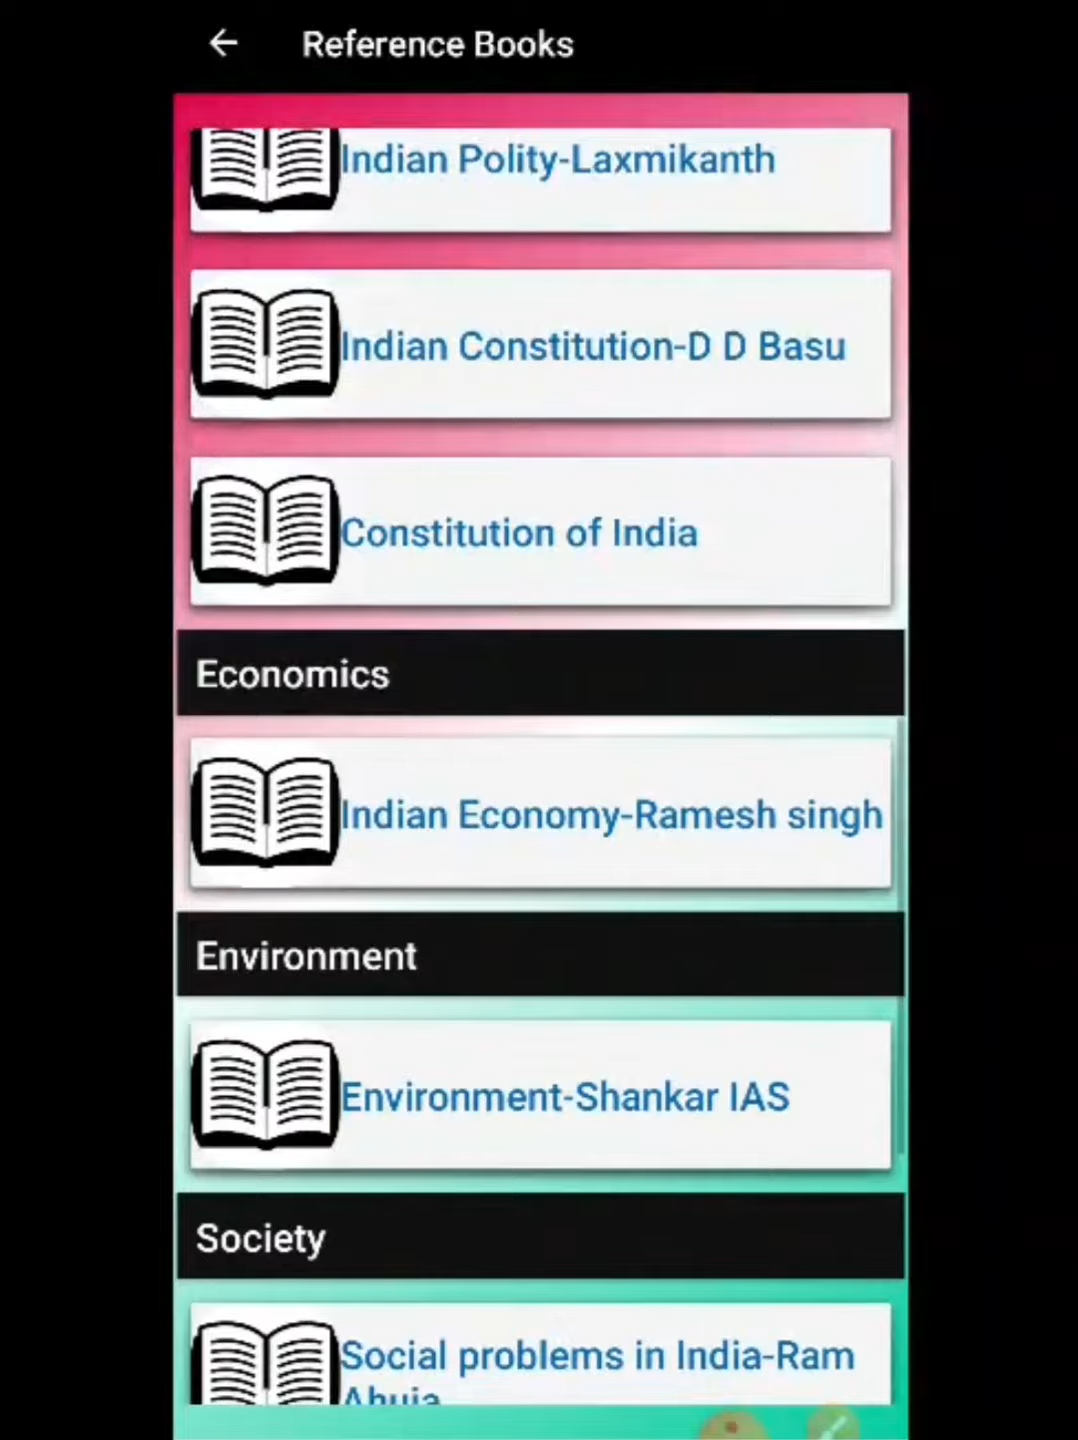 Reference Books
Indian Polity-Laxmikanth
Indian Constitution-D D Basu
Constitution of India
Economics
Indian Economy-Ramesh singh
Environment
Environment-Shankar IAS
Society
Social problems in India-Ram
Ahuja